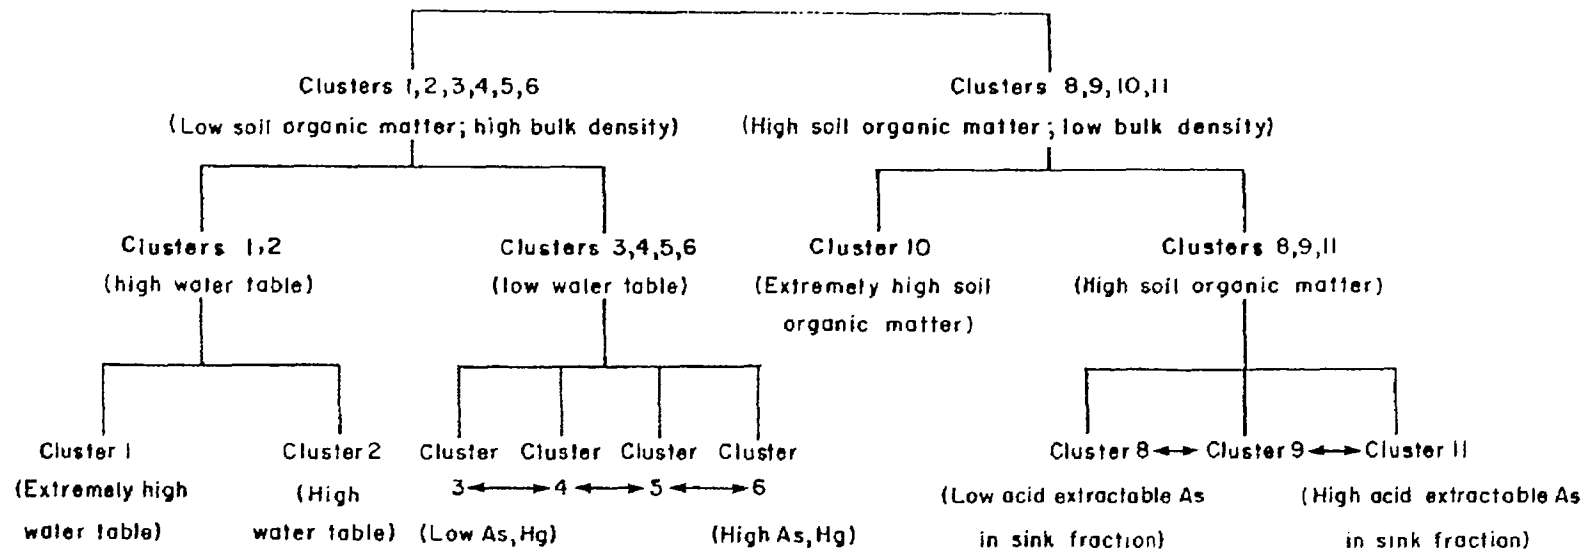 Clusters 1,2,3,4,5,6
(Low soil organic matter; high bulk density)
Clusters 8,9,10,11
(High soil organic matter; low bulk density)
Clusters 1,2
(high water table)
Clusters 3,4,5,6
(low water table)
Cluster 10
(Extremely high soil
organic matter)
Clusters 8,9,11
(High soil organic matter)
Cluster 1
(Extremely high
water table)
Cluster 2
(High
water table)
Cluster Cluster Cluster Cluster
3 4 5 6
(Low As, Hg)
(High As, Hg)
Cluster 8 Cluster 9 Cluster 11
(Low acid extractable As
in sink fraction)
(High acid extractable As
in sink fraction)